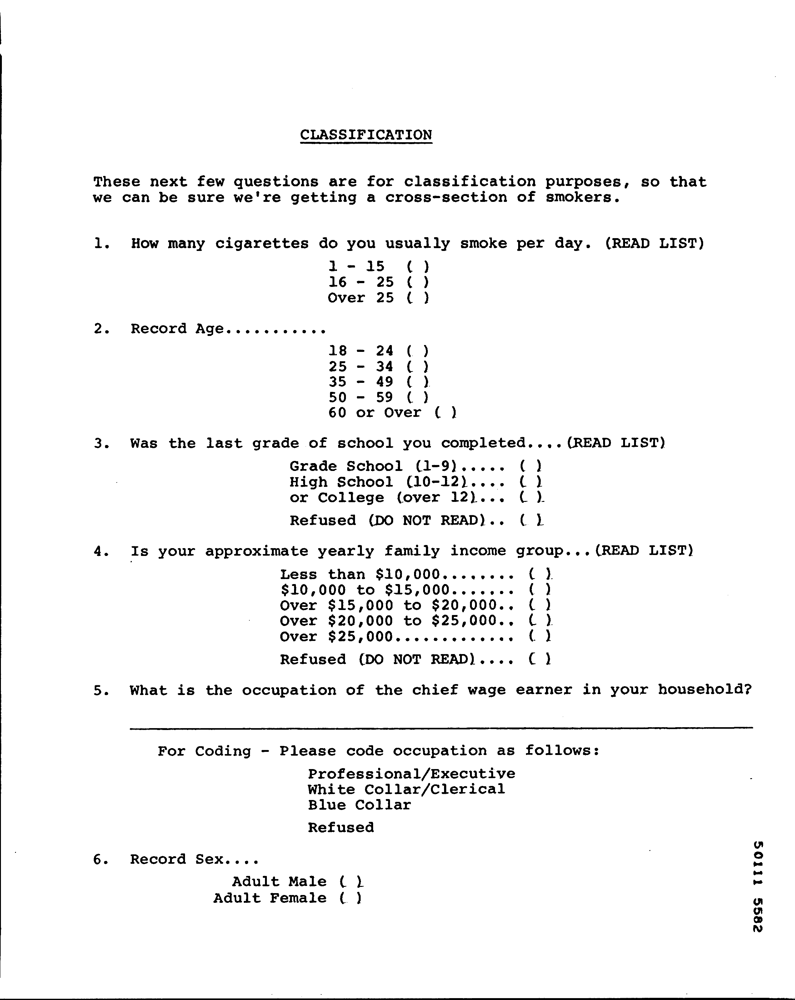 CLASSIFICATION
These next few questions are for classification purposes, so that
we can be sure we're getting a cross-section of smokers.
1. How many cigarettes do you usually smoke per day. (READ LIST)
1 - 15 ( )
16 - 25 ( )
Over 25 ( )
2. Record Age...........
18 - 24 ( )
25 - 34 ( )
35 - 49 ( )
50 - 59 ( )
60 or Over ( )
3. Was the last grade of school you completed....(READ LIST)
Grade School (1-9)..... ( )
High School (10-12).... ( )
or College (over 12)... ( )
Refused (DO NOT READ).. ( )
4. Is your approximate yearly family income group...(READ LIST)
Less than $10,000........ ( )
$10,000 to $15,000....... ( )
Over $15,000 to $20,000.. ( )
Over $20,000 to $25,000.. ( )
Over $25,000............. ( )
Refused (DO NOT READ).... ( )
5. What is the occupation of the chief wage earner in your household?
For Coding - Please code occupation as follows:
Professional/Executive
White Collar/Clerical
Blue Collar
Refused
6. Record Sex....
Adult Male ( )
Adult Female ( )
50111 5582